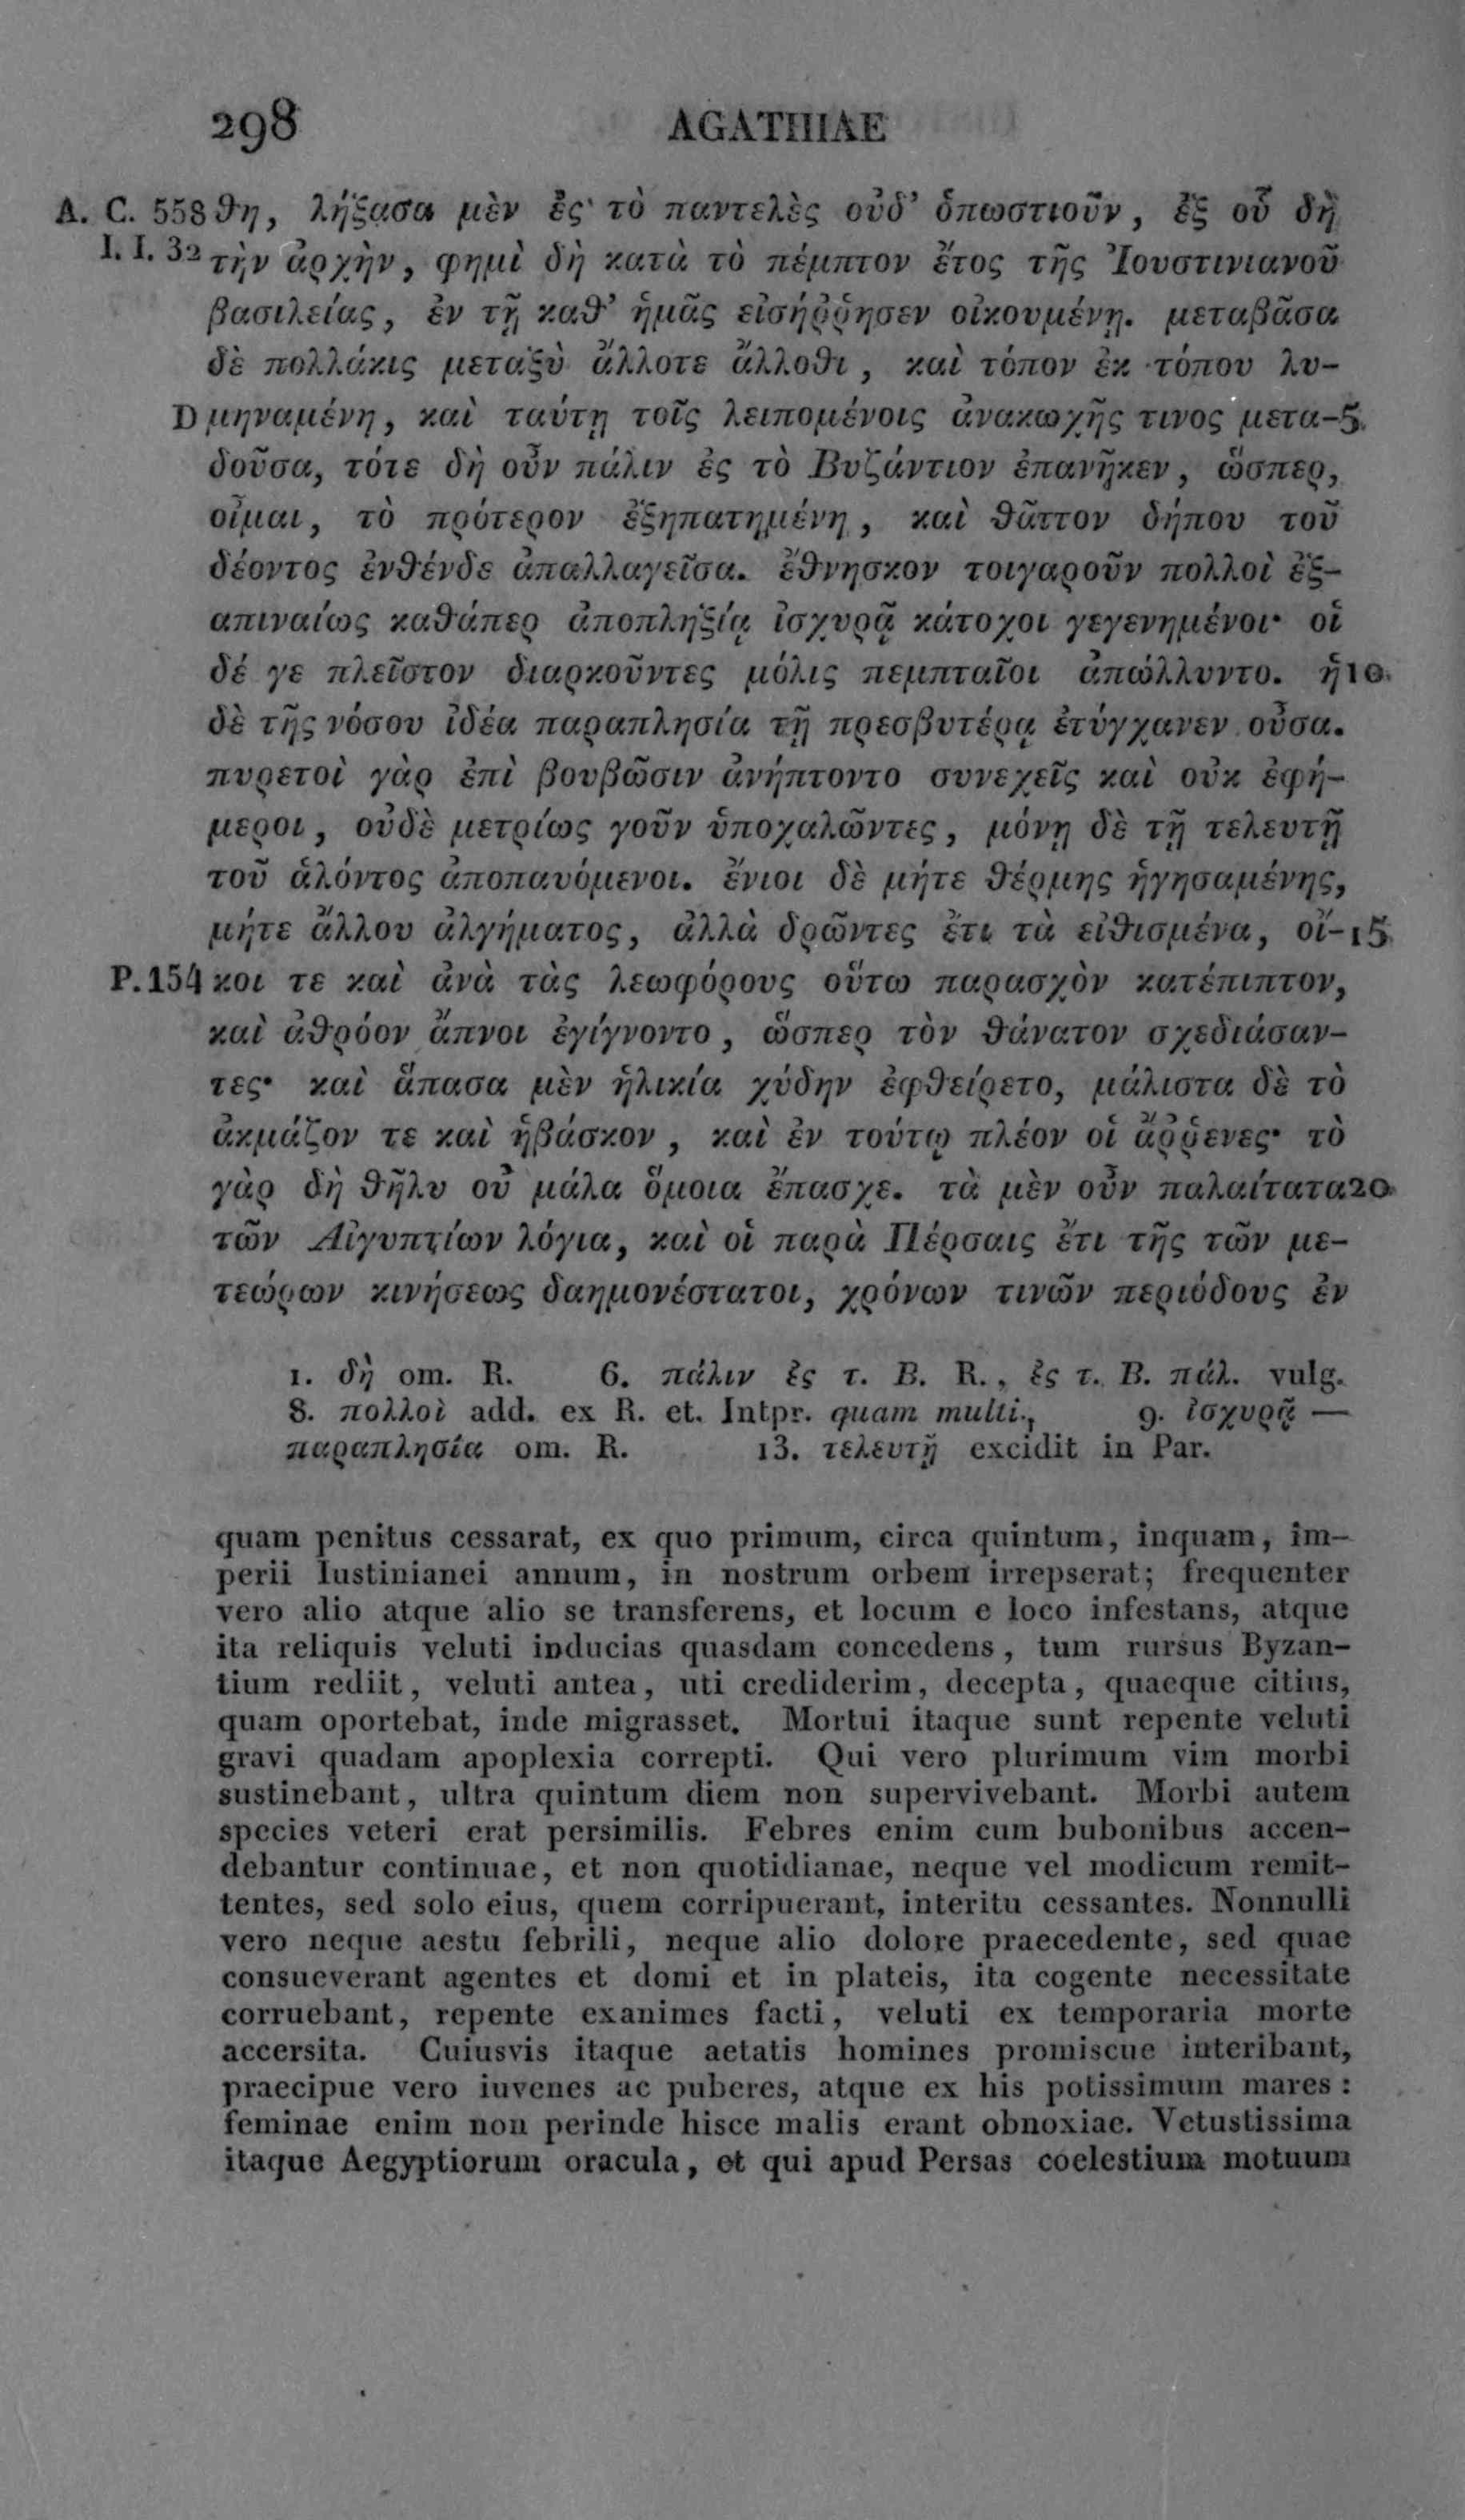 298 AGATHIAE
A. C. 558 θη, λήξασα μὲν ἐς τὸ παντελὲς οὐδ' ὁπωστιοῦν, ἐξ οὗ δὴ
I. I. 32 τὴν ἀρχὴν, φημὶ δὴ κατὰ τὸ πέμπτον ἔτος τῆς Ἰουστινιανοῦ
βασιλείας, ἐν τῇ καθ' ἡμᾶς εἰσήῤῥησεν οἰκουμένῃ. μεταβᾶσα
δὲ πολλάκις μεταξὺ ἄλλοτε ἄλλοθι, καὶ τόπον ἐκ τόπου λυ-
D μηναμένη, καὶ ταύτῃ τοῖς λειπομένοις ἀνακωχῆς τινος μετα- 5
δοῦσα, τότε δὴ οὖν πάλιν ἐς τὸ Βυζάντιον ἐπανῆκεν, ὥσπερ,
οἶμαι, τὸ πρότερον ἐξηπατημένη, καὶ θᾶττον δήπου τοῦ
δέοντος ἐνθένδε ἀπαλλαγεῖσα. ἔθνησκον τοιγαροῦν πολλοὶ ἐξ-
απιναίως καθάπερ ἀποπληξίᾳ ἰσχυρᾷ κάτοχοι γεγενημένοι· οἱ
δέ γε πλεῖστον διαρκοῦντες μόλις πεμπταῖοι ἀπώλλυντο. ἡ 10
δὲ τῆς νόσου ἰδέα παραπλησία τῇ πρεσβυτέρᾳ ἐτύγχανεν οὖσα.
πυρετοὶ γὰρ ἐπὶ βουβῶσιν ἀνήπτοντο συνεχεῖς καὶ οὐκ ἐφή-
μεροι, οὐδὲ μετρίως γοῦν ὑποχαλῶντες, μόνῃ δὲ τῇ τελευτῇ
τοῦ ἁλόντος ἀποπαυόμενοι. ἔνιοι δὲ μήτε θέρμης ἡγησαμένης,
μήτε ἄλλου ἀλγήματος, ἀλλὰ δρῶντες ἔτι τὰ εἰθισμένα, οἴ- 15
P. 154 κοι τε καὶ ἀνὰ τὰς λεωφόρους οὕτω παρασχὸν κατέπιπτον,
καὶ ἀθρόον ἄπνοι ἐγίγνοντο, ὥσπερ τὸν θάνατον σχεδιάσαν-
τες· καὶ ἅπασα μὲν ἡλικία χύδην ἐφθείρετο, μάλιστα δὲ τὸ
ἀκμάζον τε καὶ ἡβάσκον, καὶ ἐν τούτῳ πλέον οἱ ἄῤῥενες· τὸ
γὰρ δὴ θῆλυ οὐ μάλα ὅμοια ἔπασχε. τὰ μὲν οὖν παλαίτατα 20
τῶν Αἰγυπτίων λόγια, καὶ οἱ παρὰ Πέρσαις ἔτι τῆς τῶν με-
τεώρων κινήσεως δαημονέστατοι, χρόνων τινῶν περιόδους ἐν
1. δὴ om. R. 6. πάλιν ἐς τ. Β. R., ἐς τ. Β. πάλ. vulg.
8. πολλοὶ add. ex R. et. Intpr. quam multi. 9. ἰσχυρᾷ —
παραπλησία om. R. 13. τελευτῇ excidit in Par.
quam penitus cessarat, ex quo primum, circa quintum, inquam, im-
perii Iustinianei annum, in nostrum orbem irrepserat; frequenter
vero alio atque alio se transferens, et locum e loco infestans, atque
ita reliquis veluti inducias quasdam concedens, tum rursus Byzan-
tium rediit, veluti antea, uti crediderim, decepta, quaeque citius,
quam oportebat, inde migrasset. Mortui itaque sunt repente veluti
gravi quadam apoplexia correpti. Qui vero plurimum vim morbi
sustinebant, ultra quintum diem non supervivebant. Morbi autem
species veteri erat persimilis. Febres enim cum bubonibus accen-
debantur continuae, et non quotidianae, neque vel modicum remit-
tentes, sed solo eius, quem corripuerant, interitu cessantes. Nonnulli
vero neque aestu febrili, neque alio dolore praecedente, sed quae
consueverant agentes et domi et in plateis, ita cogente necessitate
corruebant, repente exanimes facti, veluti ex temporaria morte
accersita. Cuiusvis itaque aetatis homines promiscue interibant,
praecipue vero iuvenes ac puberes, atque ex his potissimum mares:
feminae enim non perinde hisce malis erant obnoxiae. Vetustissima
itaque Aegyptiorum oracula, et qui apud Persas coelestium motuum